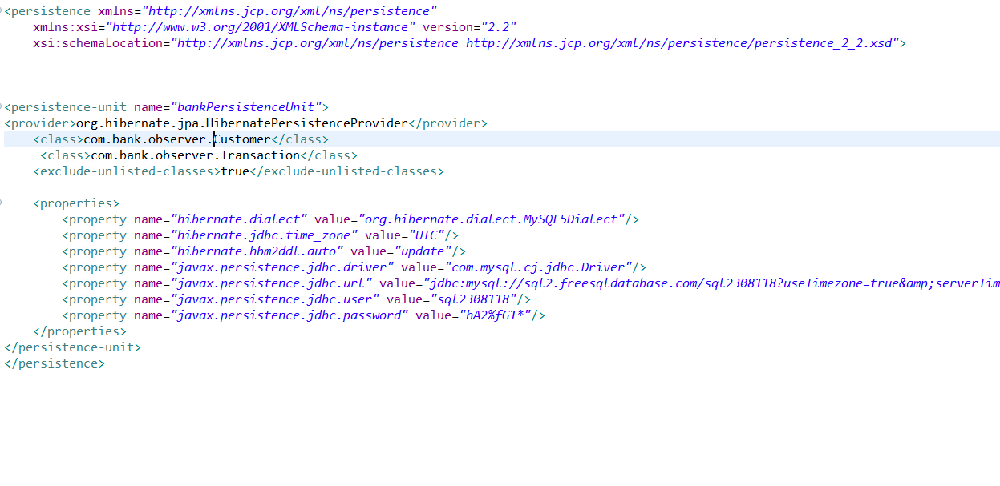 <persistence xmlns="http://xmlns.jcp.org/xml/ns/persistence"
    xmlns:xsi="http://www.w3.org/2001/XMLSchema-instance" version="2.2"
    xsi:schemaLocation="http://xmlns.jcp.org/xml/ns/persistence http://xmlns.jcp.org/xml/ns/persistence/persistence_2_2.xsd">
<persistence-unit name="bankPersistenceUnit">
<provider>org.hibernate.jpa.HibernatePersistenceProvider</provider>
    <class>com.bank.observer.Customer</class>
     <class>com.bank.observer.Transaction</class>
    <exclude-unlisted-classes>true</exclude-unlisted-classes>
    <properties>
        <property name="hibernate.dialect" value="org.hibernate.dialect.MySQL5Dialect"/>
        <property name="hibernate.jdbc.time_zone" value="UTC"/>
        <property name="hibernate.hbm2ddl.auto" value="update"/>
        <property name="javax.persistence.jdbc.driver" value="com.mysql.cj.jdbc.Driver"/>
        <property name="javax.persistence.jdbc.url" value="jdbc:mysql://sql2.freesqldatabase.com/sql2308118?useTimezone=true&amp;serverTim
        <property name="javax.persistence.jdbc.user" value="sql2308118"/>
        <property name="javax.persistence.jdbc.password" value="hA2%fG1*"/>
    </properties>
</persistence-unit>
</persistence>